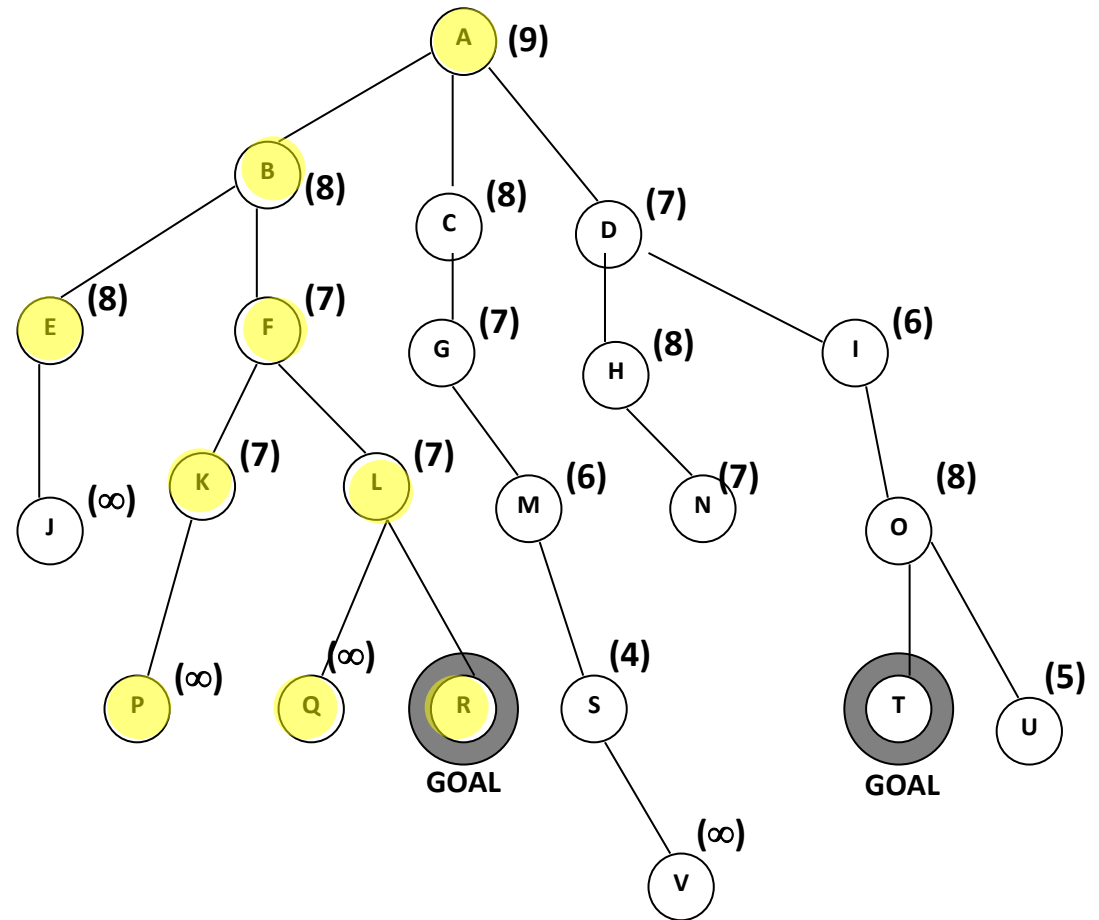 A (9)
B (8)
C (8)
D (7)
E (8)
F (7)
G (7)
H (8)
I (6)
J (∞)
K (7)
L (7)
M (6)
N (7)
O (8)
P (∞)
Q (∞)
R
GOAL
S (4)
T
GOAL
U (5)
V (∞)